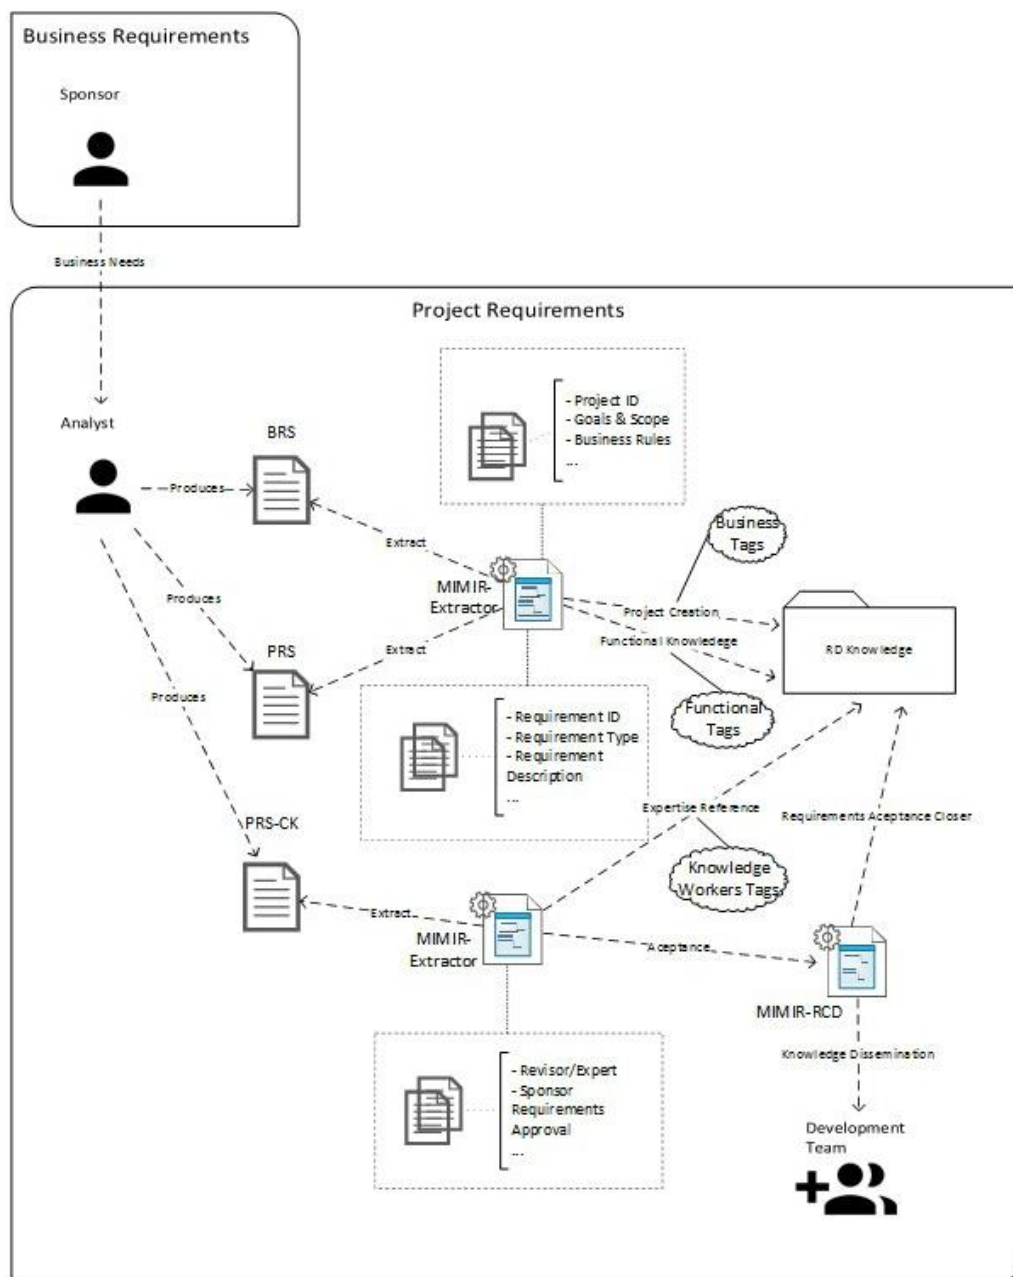 Business Requirements
Sponsor
Business Needs
Project Requirements
- Project ID
- Goals & Scope
- Business Rules
...
Analyst
BRS
Produces
Extract
Business
Tags
MIMIR-
Extractor
Produces
Project Creation
Functional Knowledege
RD Knowledge
PRS
Extract
Produces
Functional
Tags
- Requirement ID
- Requirement Type
- Requirement
Description
...
Expertise Reference
Requirements Aceptance Closer
PRS-CK
Knowledge
Workers Tags
Extract
MIMIR-
Extractor
Aceptance
MIMIR-RCD
Knowledge Dissemination
- Revisor/Expert
- Sponsor
Requirements
Approval
...
Development
Team